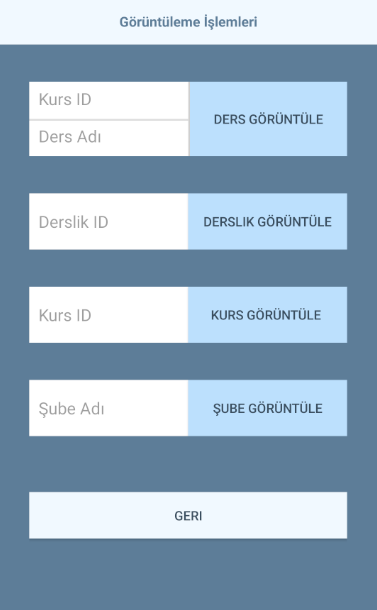 Görüntüleme İşlemleri
Kurs ID
Ders Adı
DERS GÖRÜNTÜLE
Derslik ID
DERSLIK GÖRÜNTÜLE
Kurs ID
KURS GÖRÜNTÜLE
Şube Adı
ŞUBE GÖRÜNTÜLE
GERI